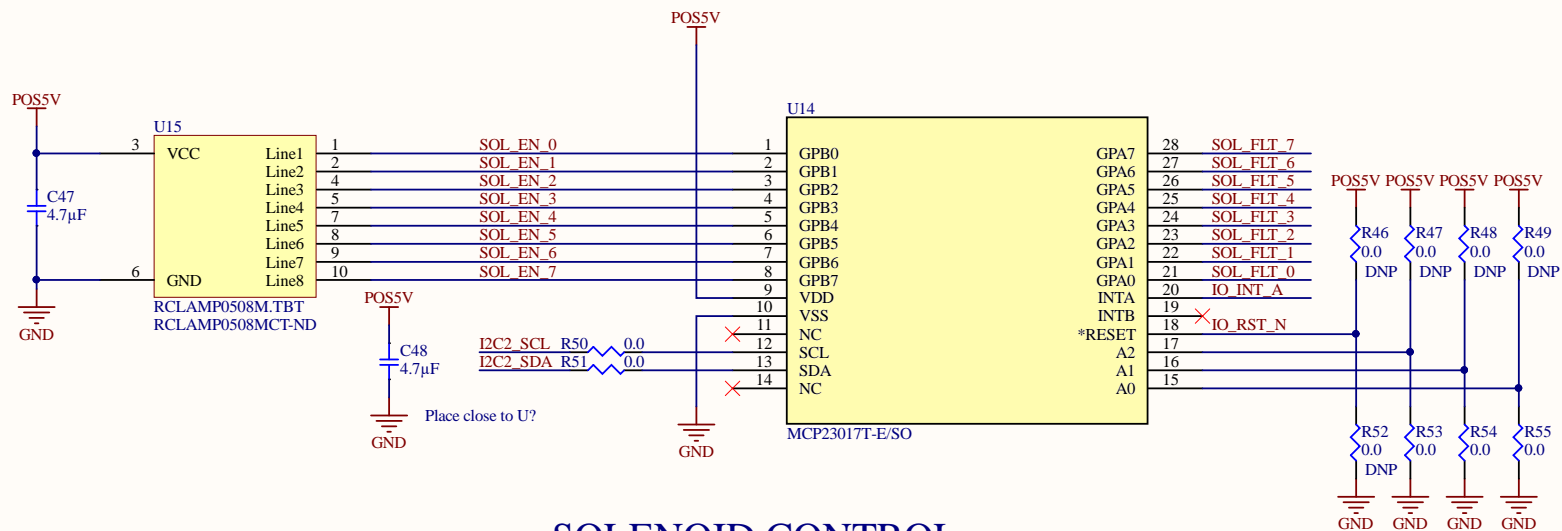 POS5V
POS5V
U15
3 VCC Line1 1 SOL_EN_0
Line2 2 SOL_EN_1
Line3 4 SOL_EN_2
Line4 5 SOL_EN_3
Line5 7 SOL_EN_4
Line6 8 SOL_EN_5
Line7 9 SOL_EN_6
6 GND Line8 10 SOL_EN_7
RCLAMP0508M.TBT
RCLAMP0508MCT-ND
C47
4.7µF
GND
POS5V
C48
4.7µF
GND
Place close to U?
I2C2_SCL R50 0.0
I2C2_SDA R51 0.0
GND
U14
1 GPB0 GPA7 28 SOL_FLT_7
2 GPB1 GPA6 27 SOL_FLT_6
3 GPB2 GPA5 26 SOL_FLT_5
4 GPB3 GPA4 25 SOL_FLT_4
5 GPB4 GPA3 24 SOL_FLT_3
6 GPB5 GPA2 23 SOL_FLT_2
7 GPB6 GPA1 22 SOL_FLT_1
8 GPB7 GPA0 21 SOL_FLT_0
9 VDD INTA 20 IO_INT_A
10 VSS INTB 19
11 NC *RESET 18 IO_RST_N
12 SCL A2 17
13 SDA A1 16
14 NC A0 15
MCP23017T-E/SO
POS5V POS5V POS5V POS5V
R46 R47 R48 R49
0.0 0.0 0.0 0.0
DNP DNP DNP DNP
R52 R53 R54 R55
0.0 0.0 0.0 0.0
DNP
GND GND GND GND
SOLENOID CONTROL